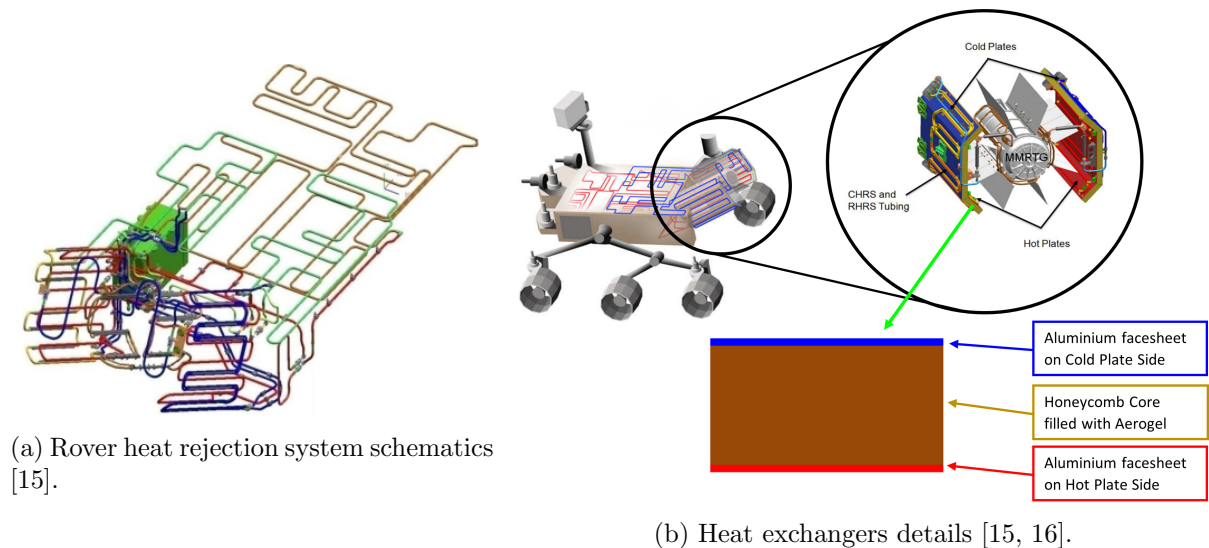 Cold Plates
MMRTG
CHRS and
RHRS Tubing
Hot Plates
Aluminium facesheet
on Cold Plate Side
Honeycomb Core
filled with Aerogel
Aluminium facesheet
on Hot Plate Side
(a) Rover heat rejection system schematics
[15].
(b) Heat exchangers details [15, 16].